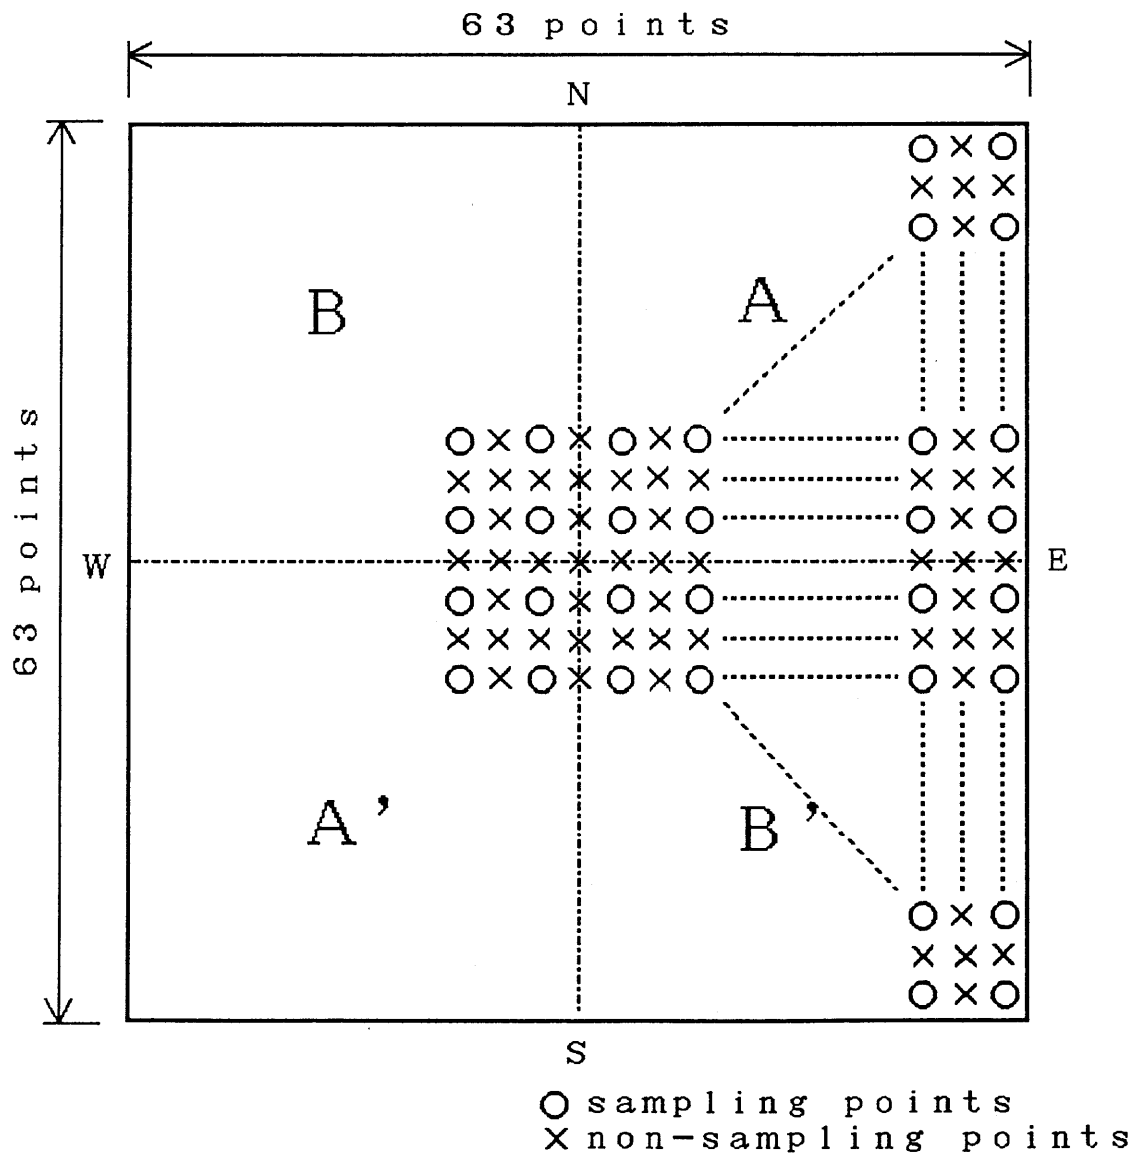 63 points
N
B
A
63 points
W
E
A'
B'
S
○ sampling points
× non-sampling points